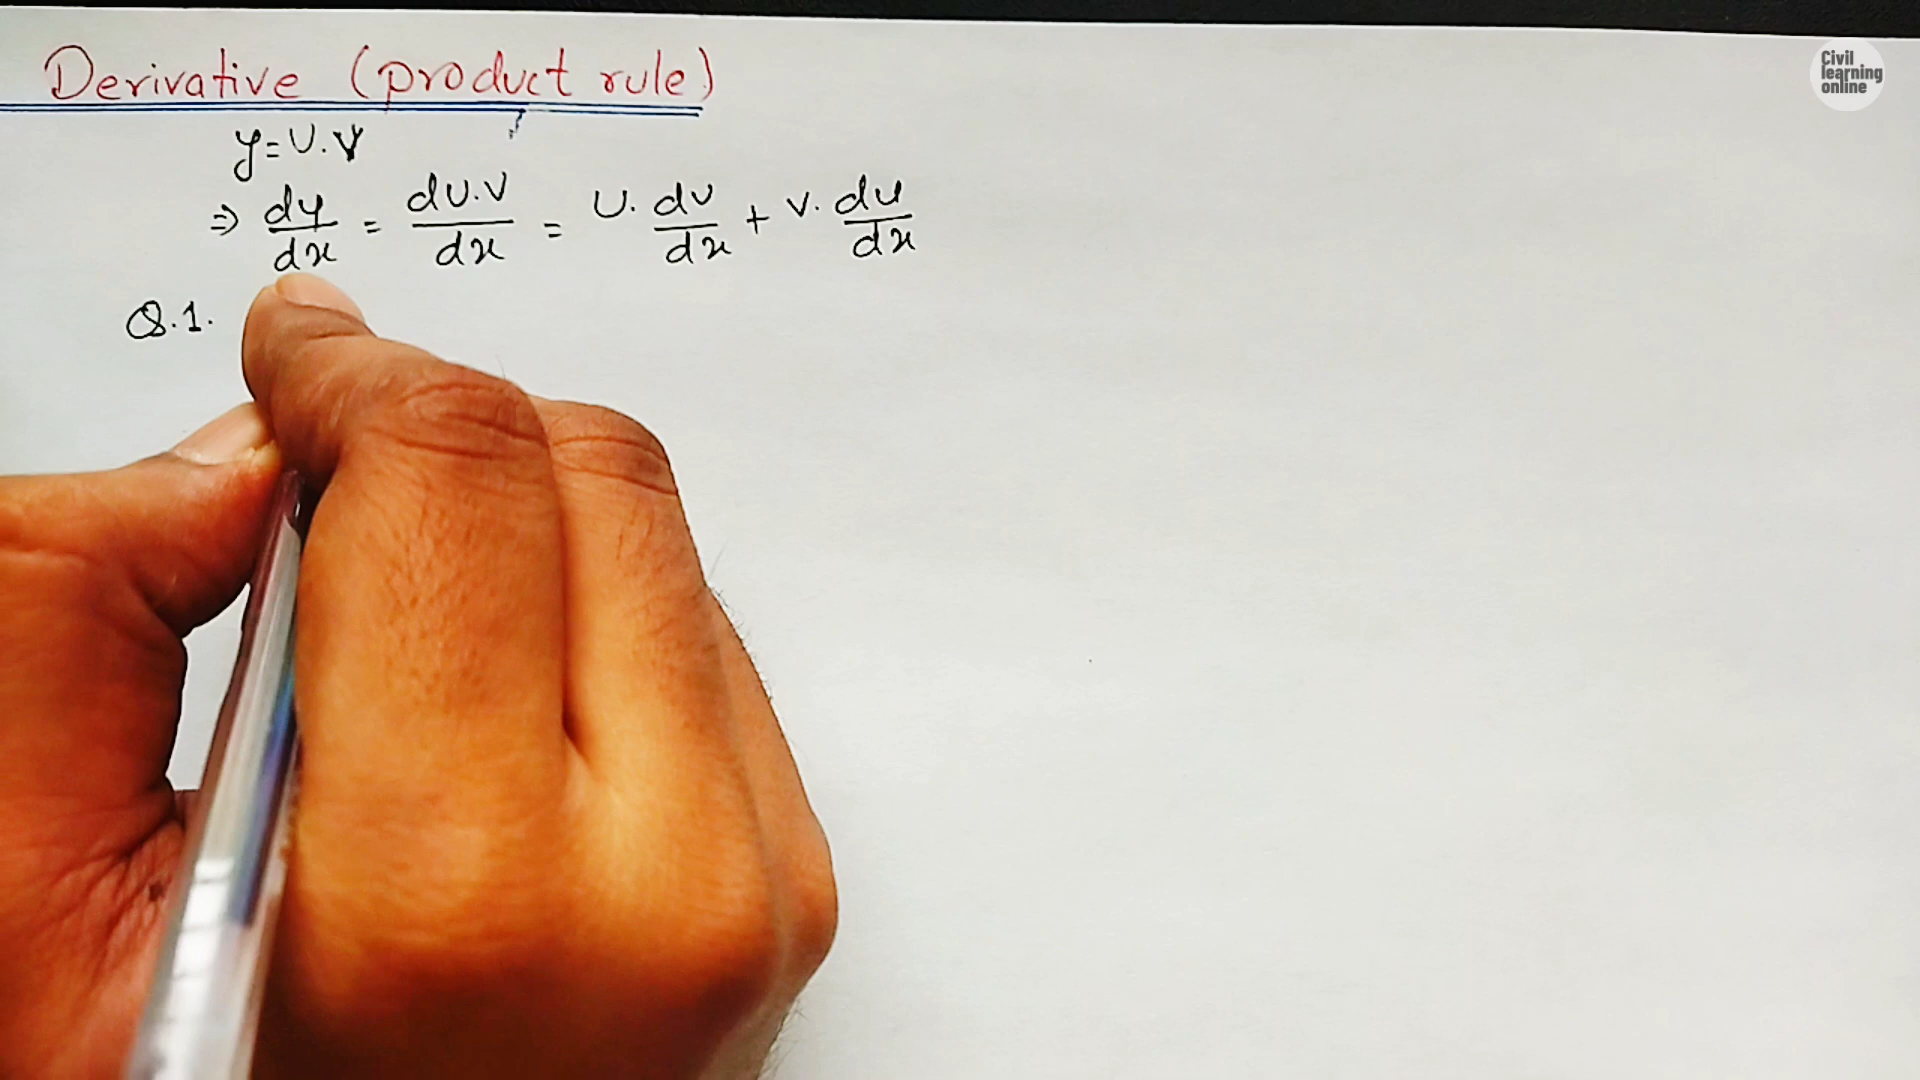 Derivative (product rule)
y=U.V
⇒ dy/dx = dU.V/dx = U. dv/dx + V. du/dx
Q.1.
Civil
learning
online